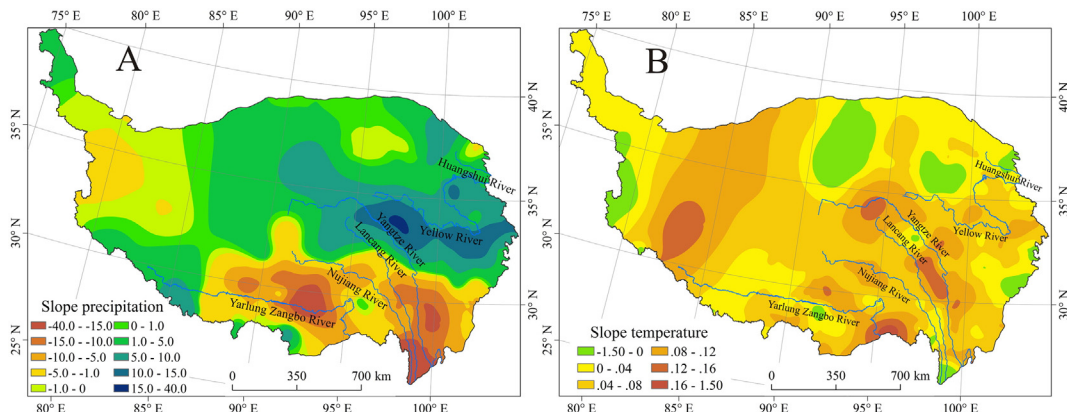 75° E 80° E 85° E 90° E 95° E 100° E
A
40° N
35° N
35° N
30° N
30° N
25° N
Huangshui River
Yellow River
Yangtze River
Lancang River
Nujiang River
Yarlung Zangbo River
Slope precipitation
-40.0 - -15.0
-15.0 - -10.0
-10.0 - -5.0
-5.0 - -1.0
-1.0 - 0
0 - 1.0
1.0 - 5.0
5.0 - 10.0
10.0 - 15.0
15.0 - 40.0
0 350 700 km
80° E 85° E 90° E 95° E 100° E
75° E 80° E 85° E 90° E 95° E 100° E
B
40° N
35° N
35° N
30° N
30° N
25° N
Huangshui River
Yellow River
Yangtze River
Lancang River
Nujiang River
Yarlung Zangbo River
Slope temperature
-1.50 - 0
0 - .04
.04 - .08
.08 - .12
.12 - .16
.16 - 1.50
0 350 700 km
80° E 85° E 90° E 95° E 100° E